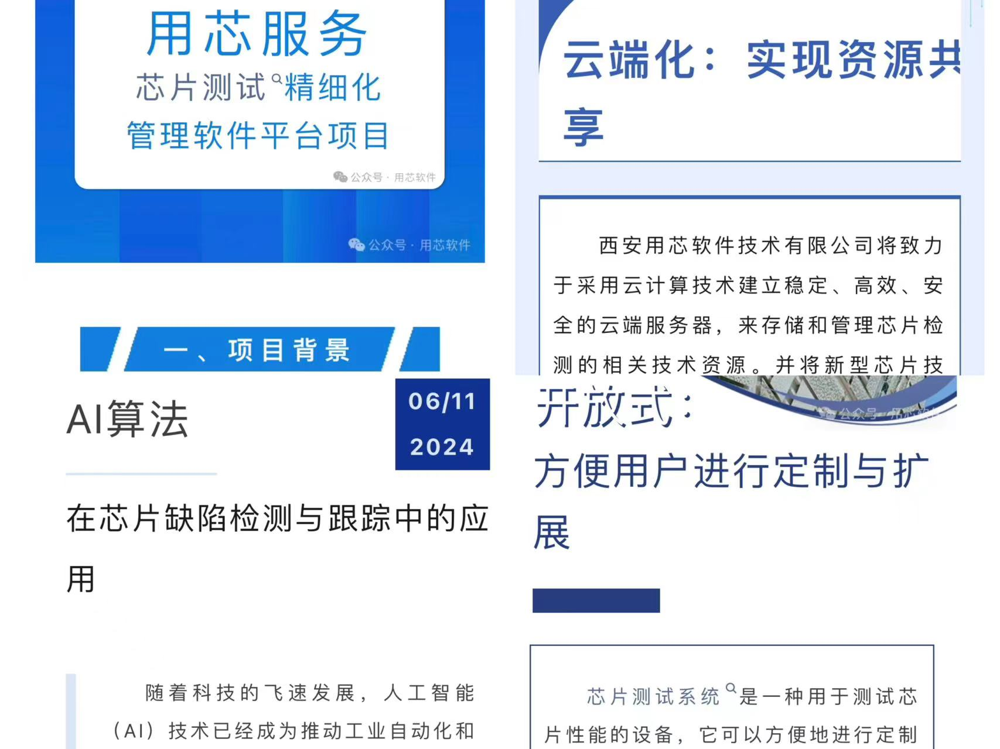 用芯服务
芯片测试精细化
管理软件平台项目
公众号 · 用芯软件
公众号 · 用芯软件
一、项目背景
AI算法
06/11
2024
在芯片缺陷检测与跟踪中的应
用
随着科技的飞速发展，人工智能
（AI）技术已经成为推动工业自动化和
云端化：实现资源共
享
西安用芯软件技术有限公司将致力
于采用云计算技术建立稳定、高效、安
全的云端服务器，来存储和管理芯片检
测的相关技术资源。并将新型芯片技
开放式：
公众号 · 用芯软件
方便用户进行定制与扩
展
芯片测试系统是一种用于测试芯
片性能的设备，它可以方便地进行定制